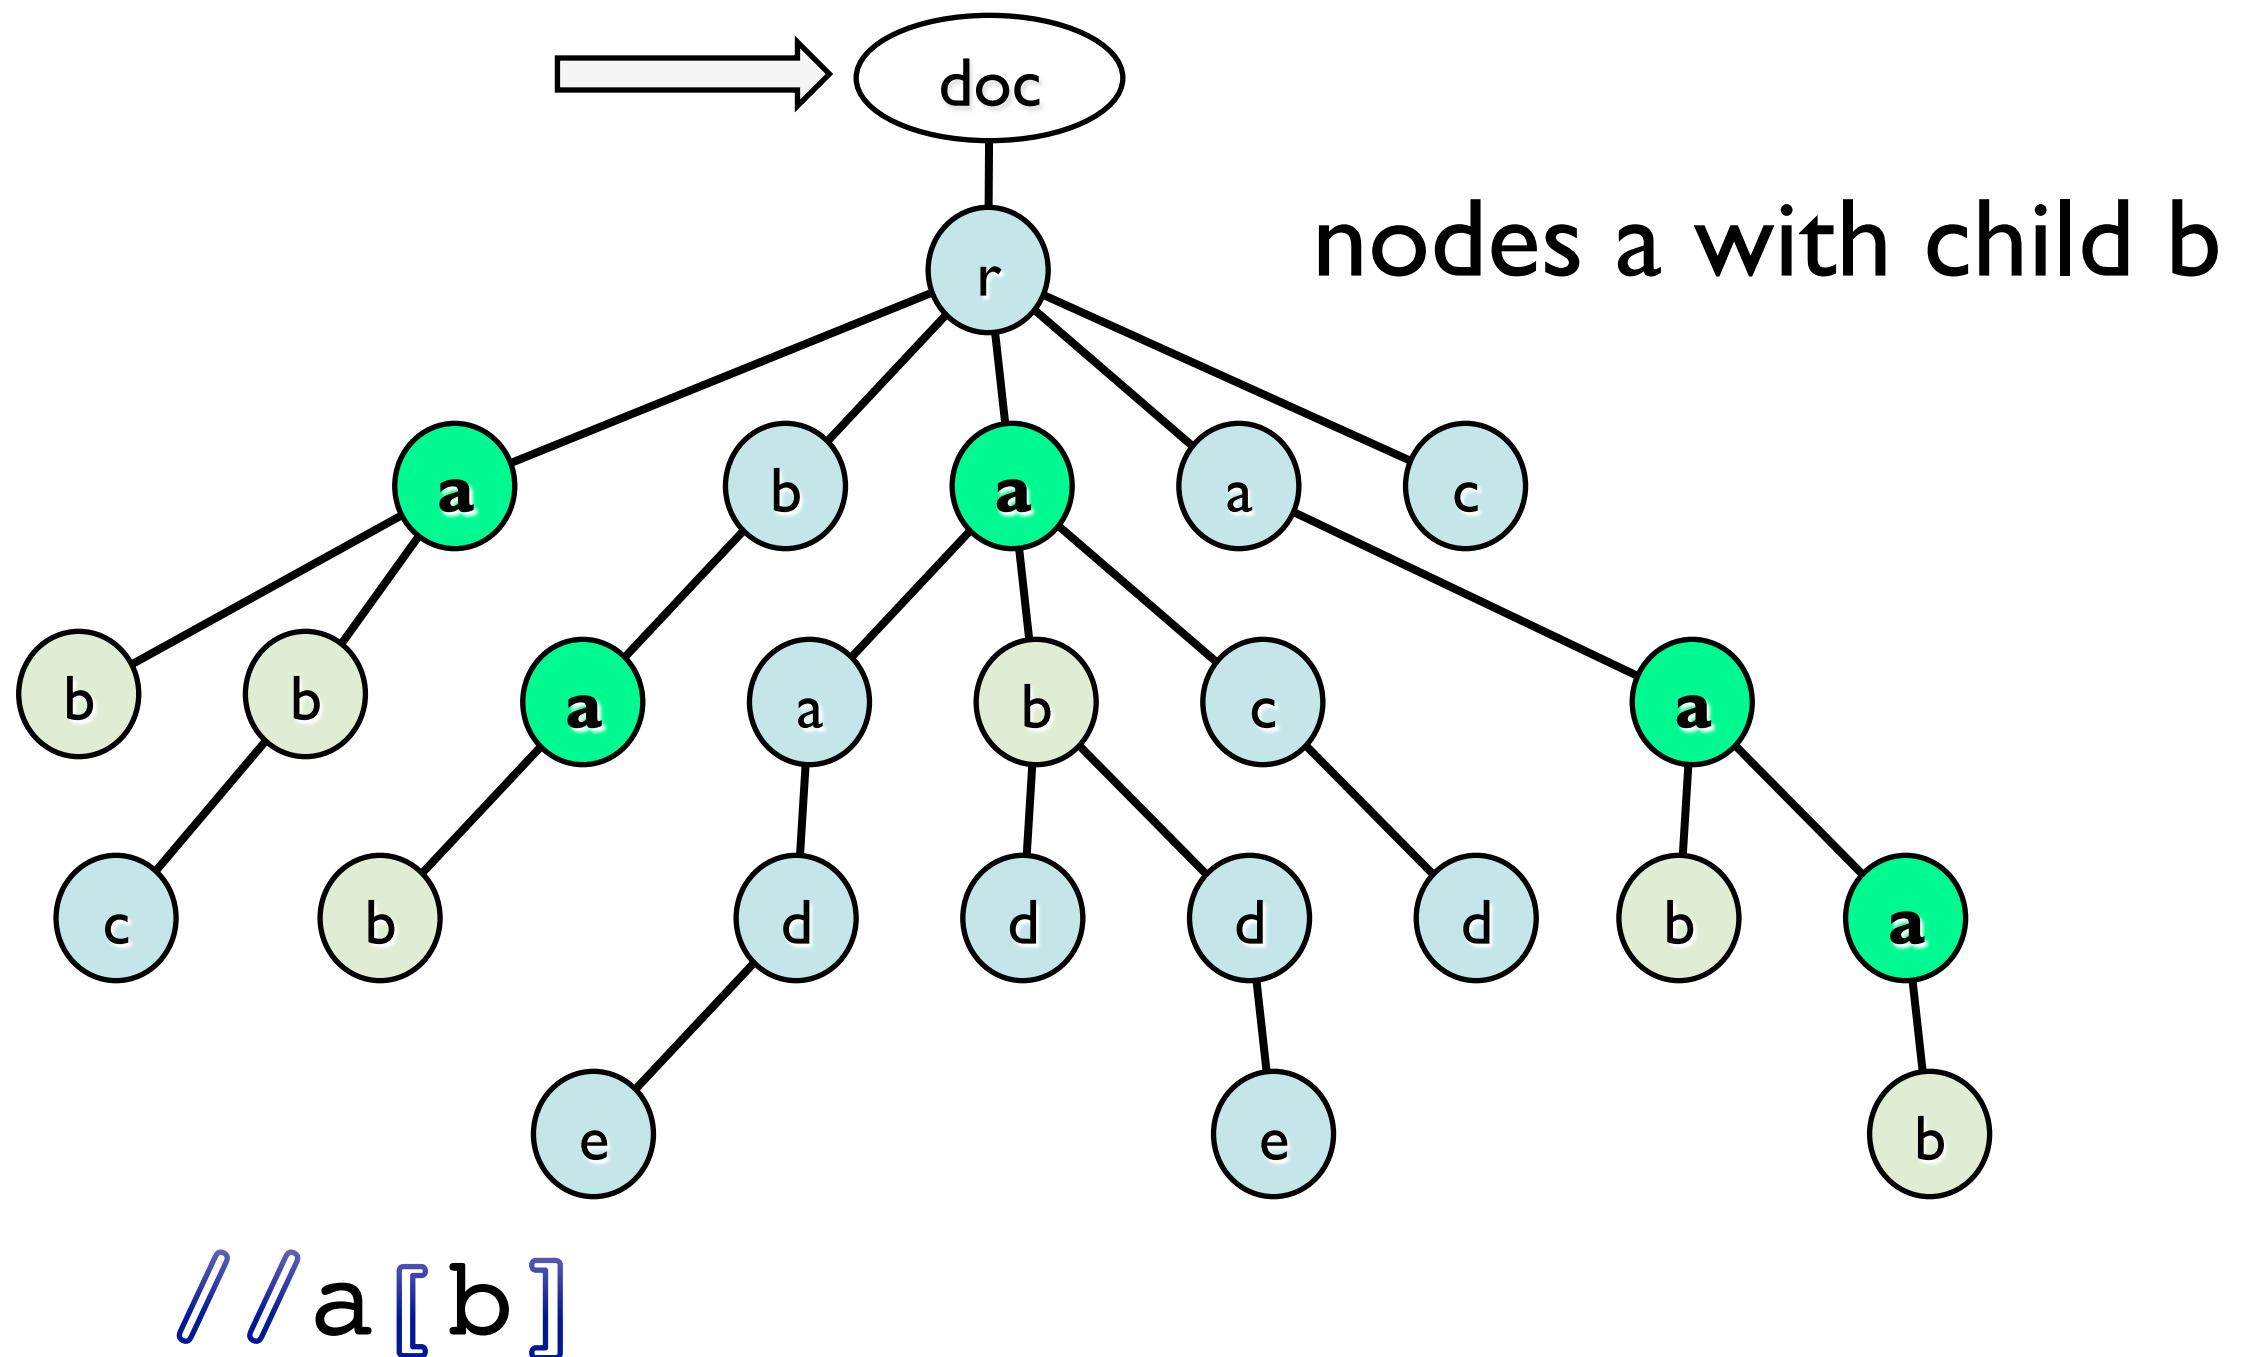 doc
nodes a with child b
r
a b a a c
b b a a b c a
c b d d d d b a
e e b
//a[b]